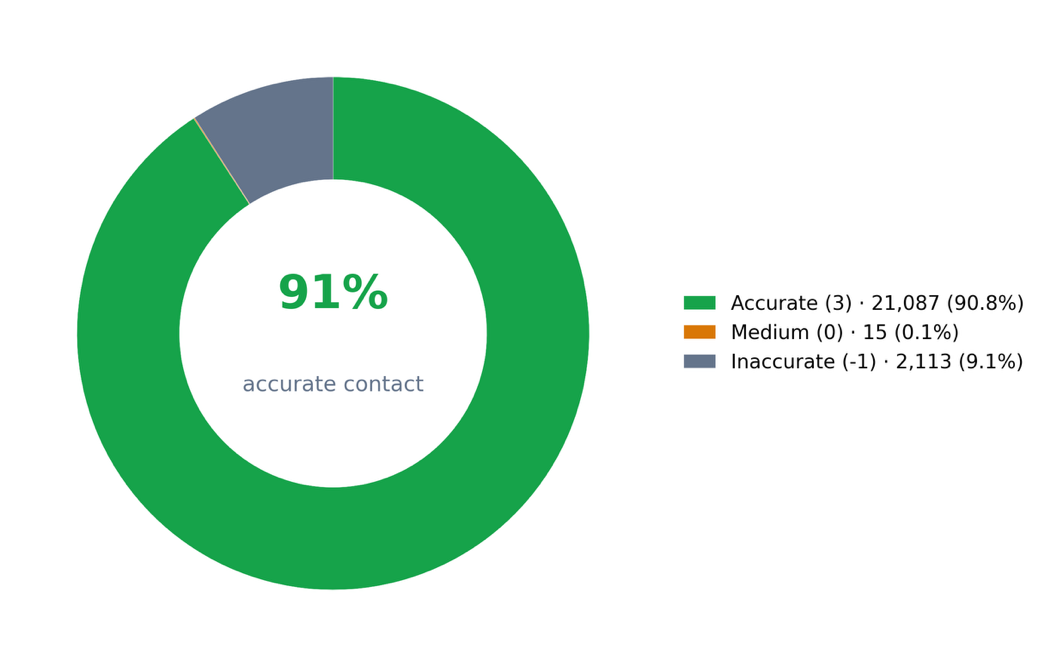 91%
accurate contact
Accurate (3) · 21,087 (90.8%)
Medium (0) · 15 (0.1%)
Inaccurate (-1) · 2,113 (9.1%)